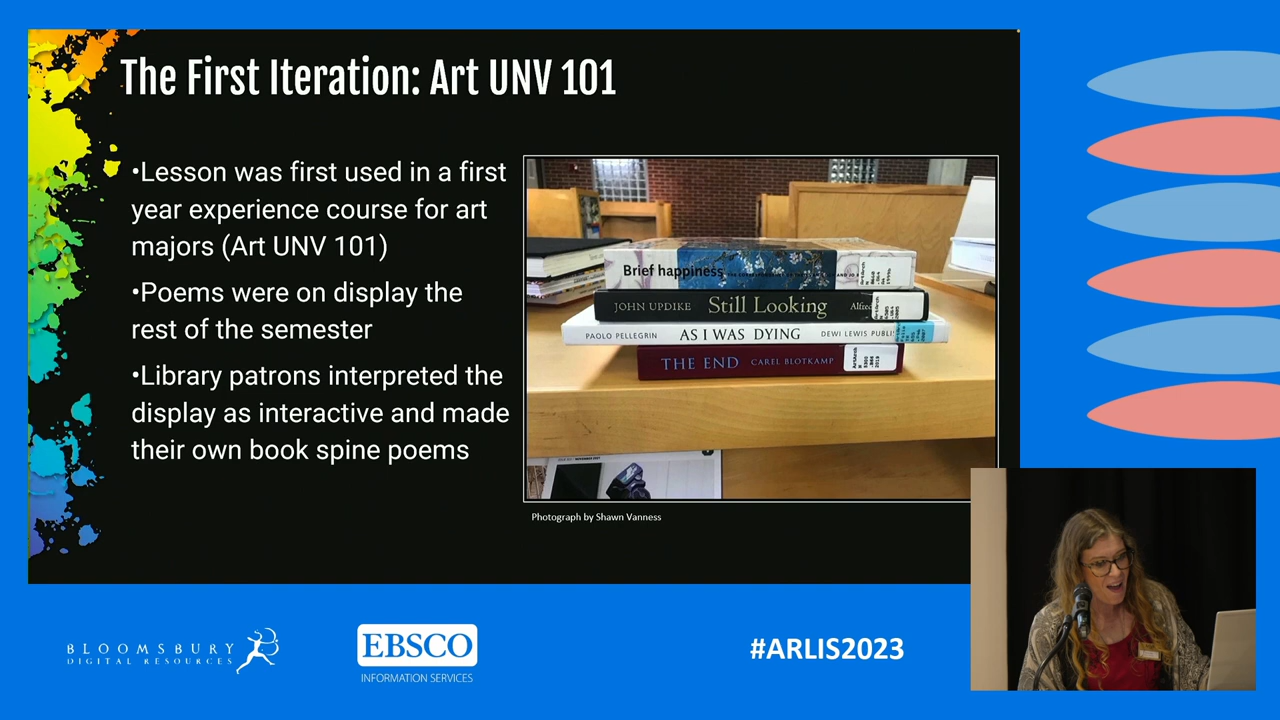 The First Iteration: Art UNV 101
•Lesson was first used in a first
year experience course for art
majors (Art UNV 101)
•Poems were on display the
rest of the semester
•Library patrons interpreted the
display as interactive and made
their own book spine poems
Brief happiness
JOHN UPDIKE Still Looking Alfred
PAOLO PELLEGRIN AS I WAS DYING DEWI LEWIS PUBLI
THE END CAREL BLOTKAMP
Photograph by Shawn Vanness
BLOOMSBURY
DIGITAL RESOURCES
EBSCO
INFORMATION SERVICES
#ARLIS2023